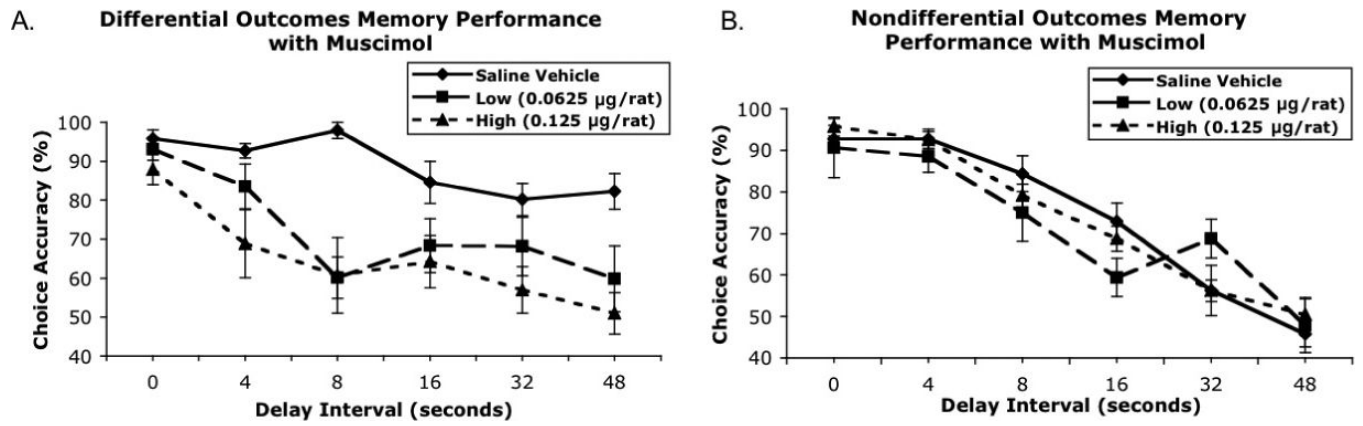 A.
Differential Outcomes Memory Performance
with Muscimol
Saline Vehicle
Low (0.0625 µg/rat)
High (0.125 µg/rat)
Choice Accuracy (%)
100
90
80
70
60
50
40
0 4 8 16 32 48
Delay Interval (seconds)
B.
Nondifferential Outcomes Memory
Performance with Muscimol
Saline Vehicle
Low (0.0625 µg/rat)
High (0.125 µg/rat)
Choice Accuracy (%)
100
90
80
70
60
50
40
0 4 8 16 32 48
Delay Interval (seconds)